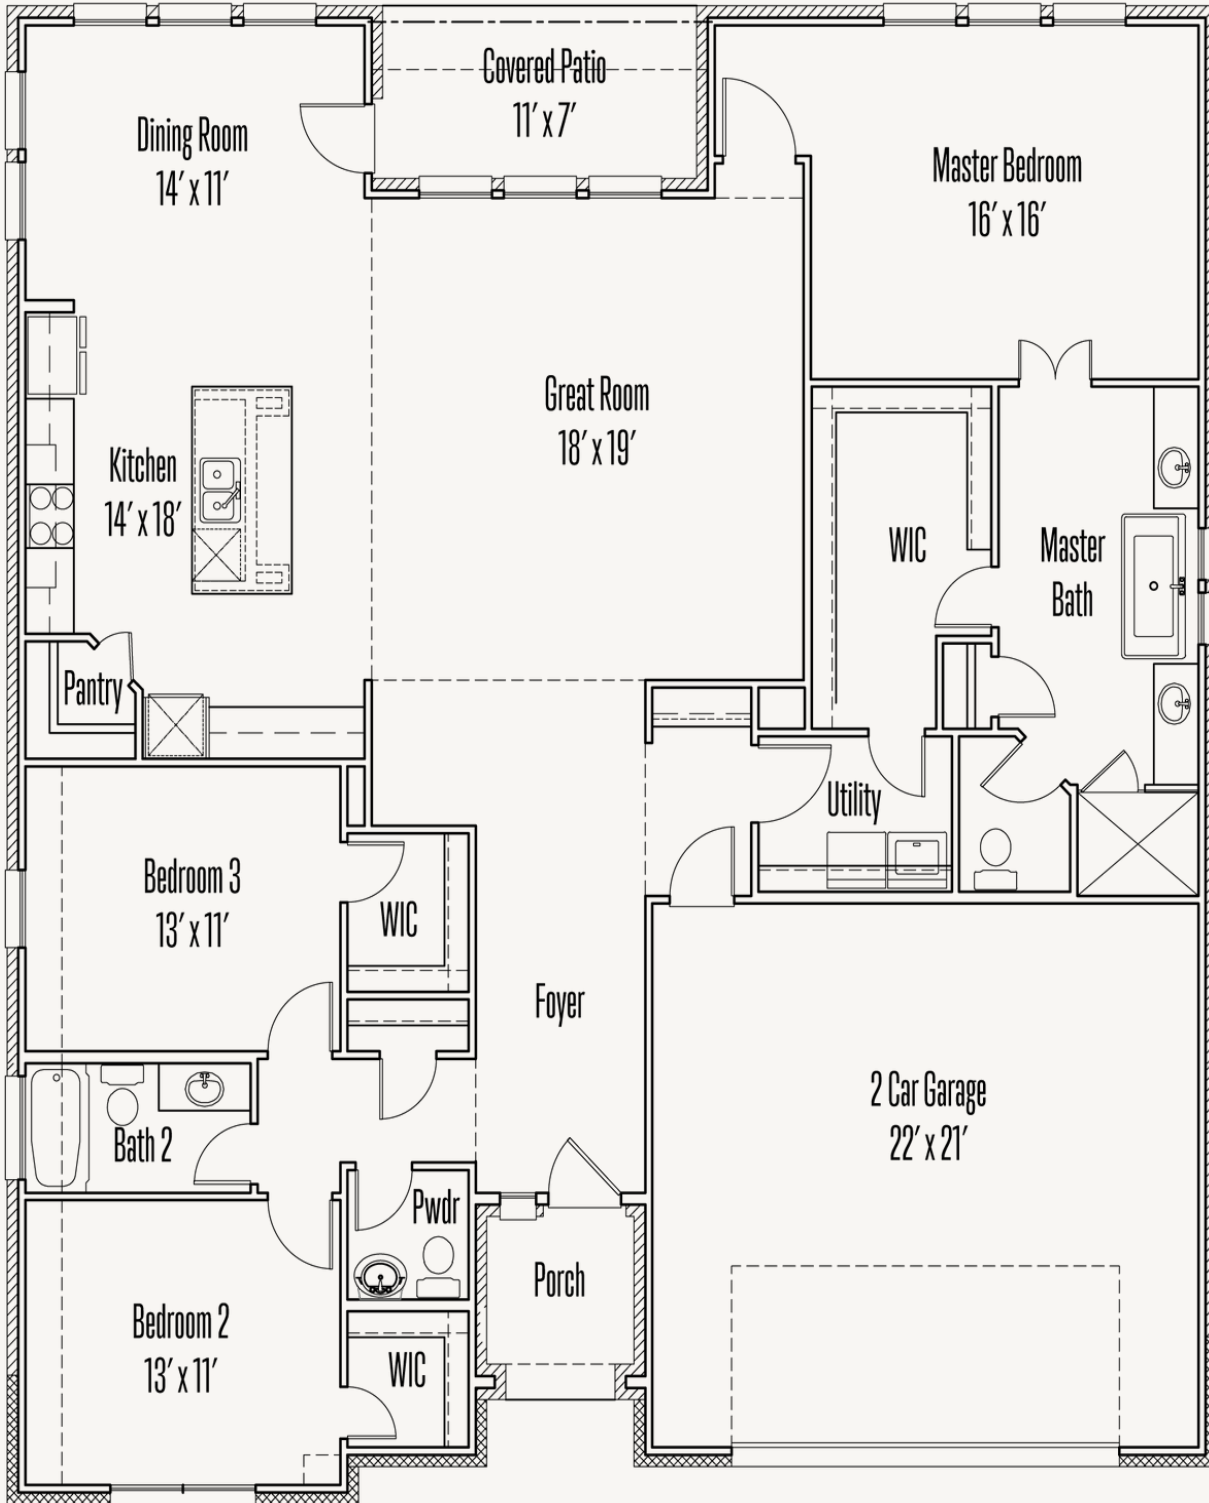 Covered Patio
11' x 7'
Dining Room
14' x 11'
Master Bedroom
16' x 16'
Great Room
18' x 19'
Kitchen
14' x 18'
WIC
Master
Bath
Pantry
Utility
Bedroom 3
13' x 11'
WIC
Foyer
2 Car Garage
22' x 21'
Bath 2
Pwdr
Porch
Bedroom 2
13' x 11'
WIC